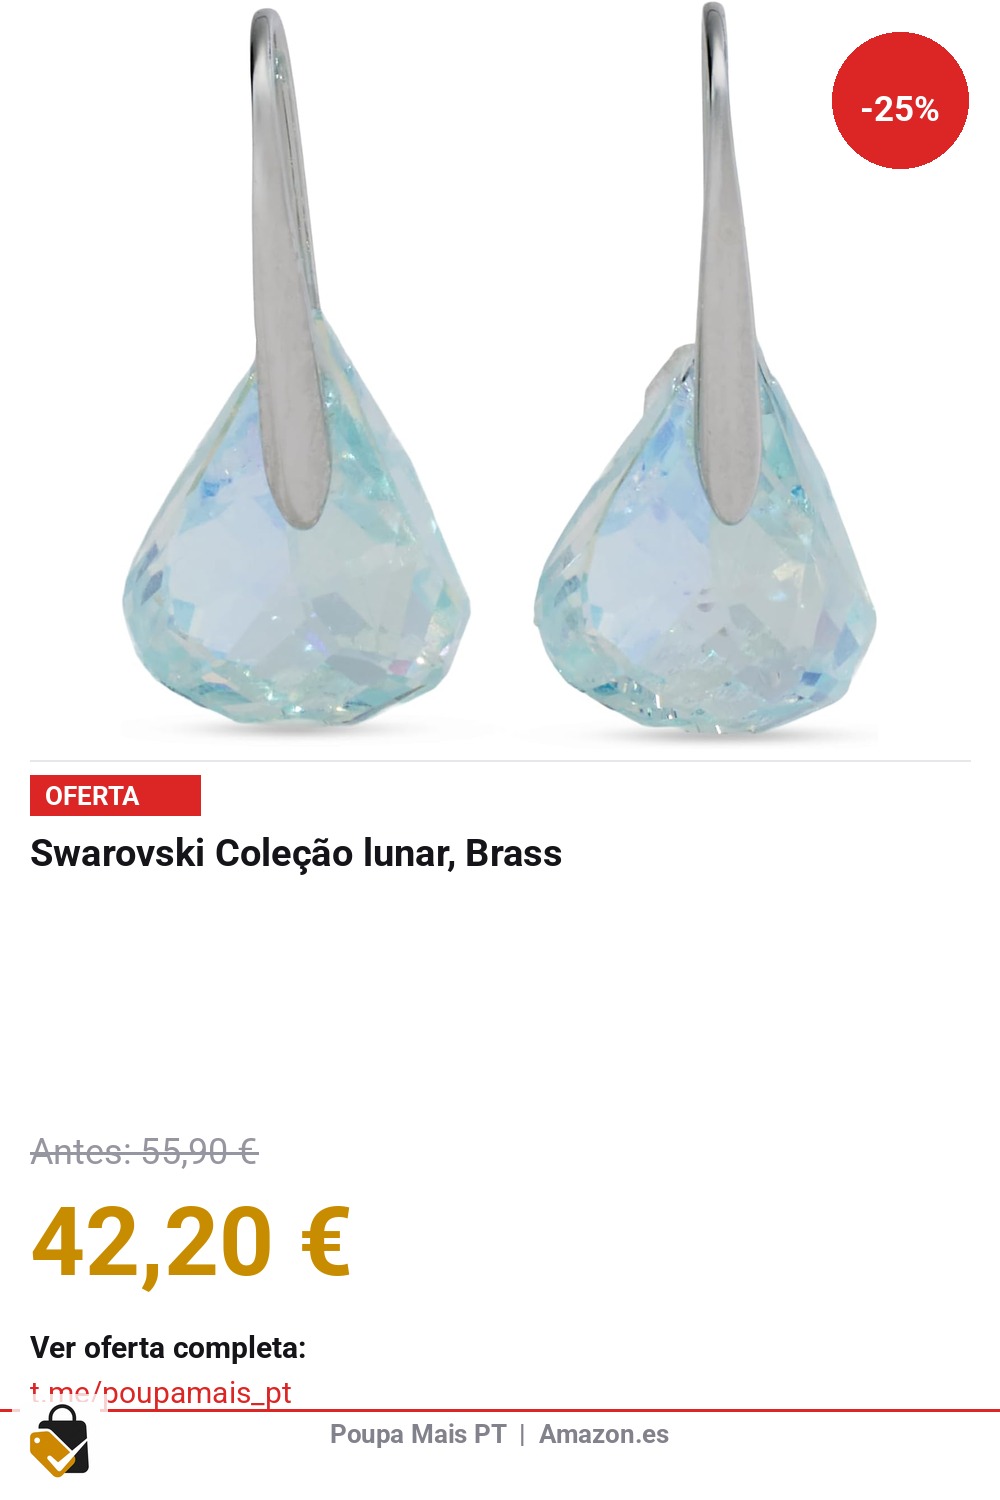 -25%
OFERTA
Swarovski Coleção lunar, Brass
Antes: 55,90 €
42,20 €
Ver oferta completa:
t.me/poupamais_pt
Poupa Mais PT | Amazon.es